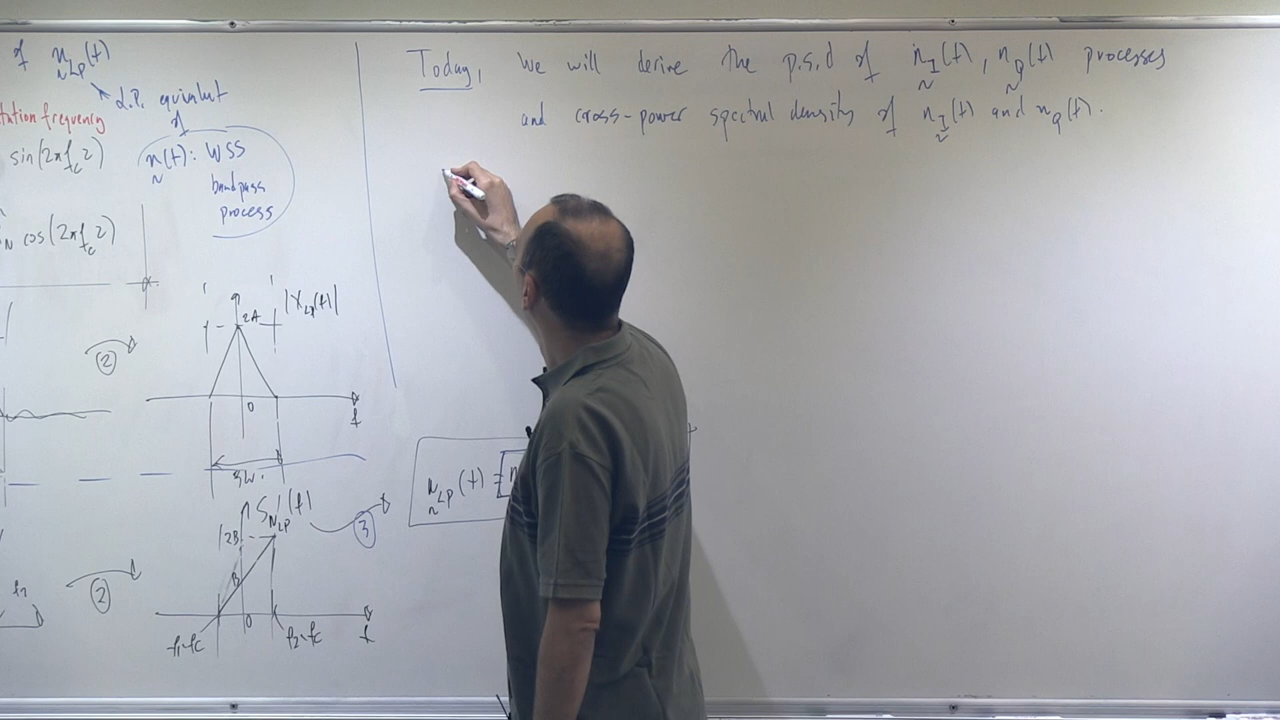 of n_LP(t)
L.P. equivalent
of
tation frequency
sin(2πf_c τ)
n(t): WSS
bandpass
process
N cos(2πf_c τ)
2A
|X_LP(f)|
②
0
f
S_N_LP(f)
③
2B
B
②
0
f
f_1-f_c
f_2-f_c
Today, we will derive the p.s.d of n_I(t), n_Q(t) processes
and cross-power spectral density of n_I(t) and n_Q(t).
n_LP(t) =